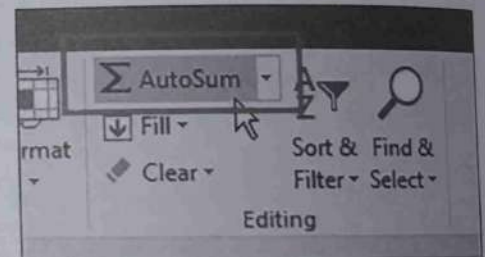 Σ AutoSum
Fill
Clear
rmat
A
Z
Sort &
Filter
Find &
Select
Editing